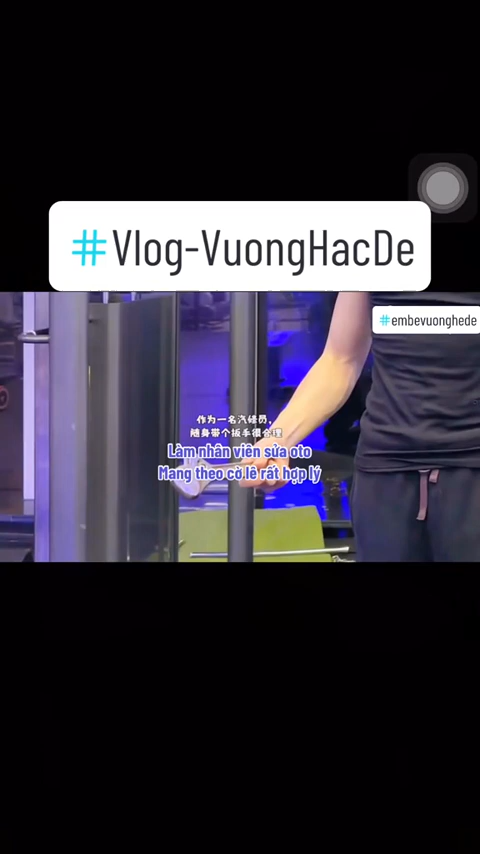 #Vlog-VuongHacDe
#embevuonghede
作为一名汽修员，
随身带个扳手很合理
Làm nhân viên sửa oto
Mang theo cờ lê rất hợp lý